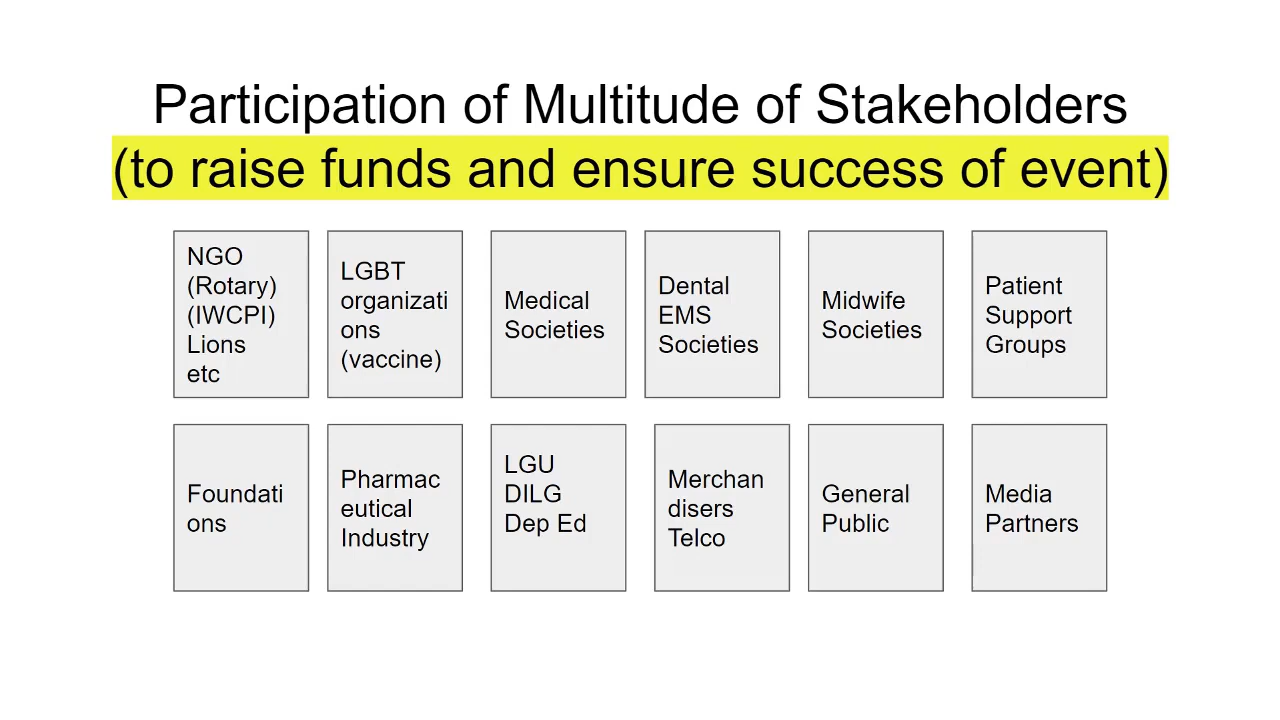 Participation of Multitude of Stakeholders
(to raise funds and ensure success of event)
NGO
(Rotary)
(IWCPI)
Lions
etc
LGBT
organizati
ons
(vaccine)
Medical
Societies
Dental
EMS
Societies
Midwife
Societies
Patient
Support
Groups
Foundati
ons
Pharmac
eutical
Industry
LGU
DILG
Dep Ed
Merchan
disers
Telco
General
Public
Media
Partners